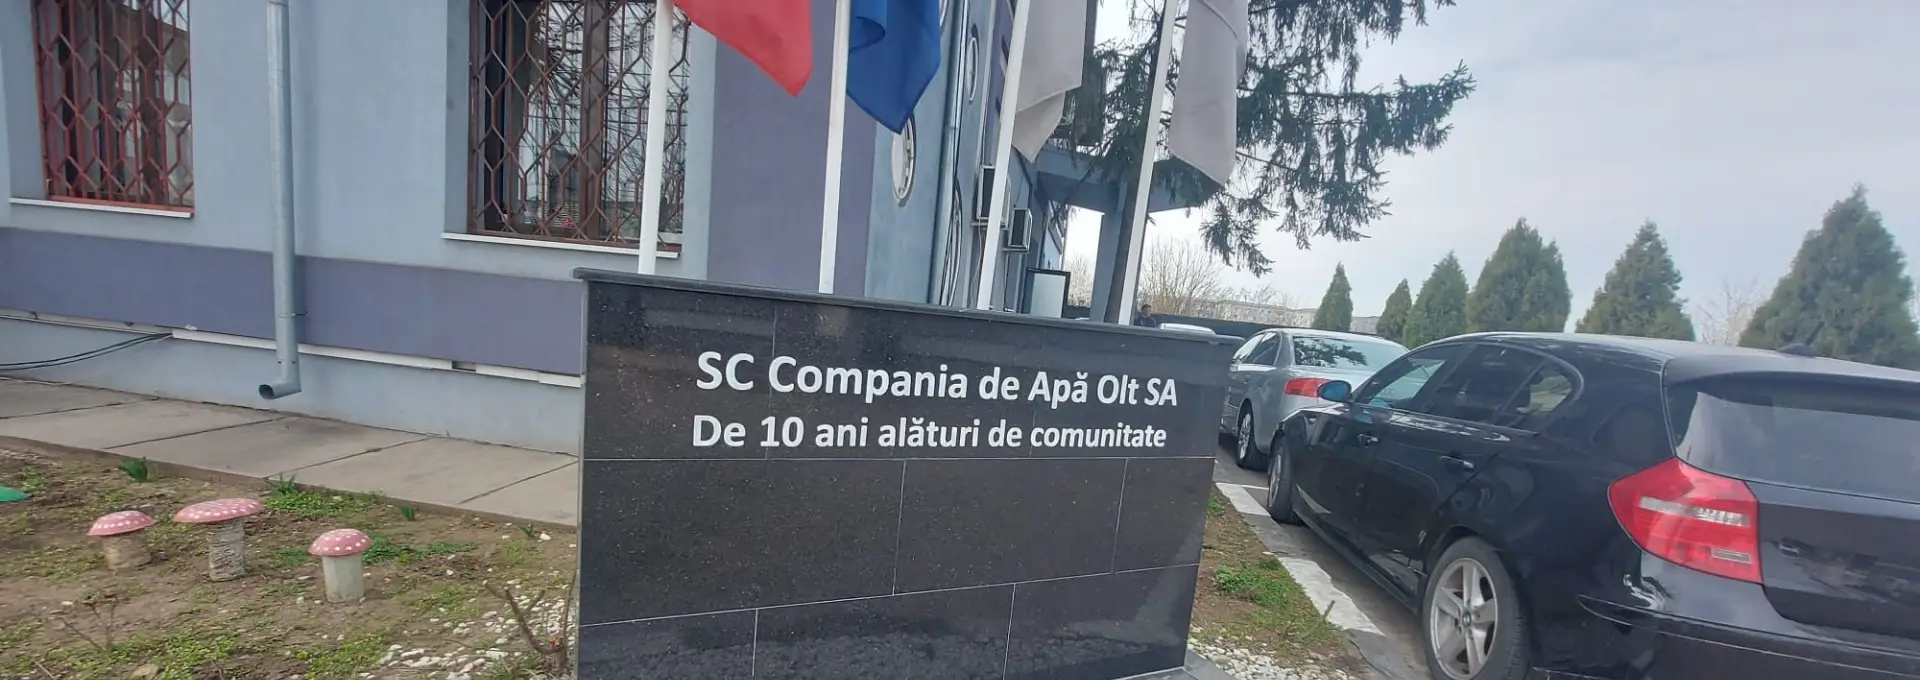 SC Compania de Apă Olt SA
De 10 ani alături de comunitate